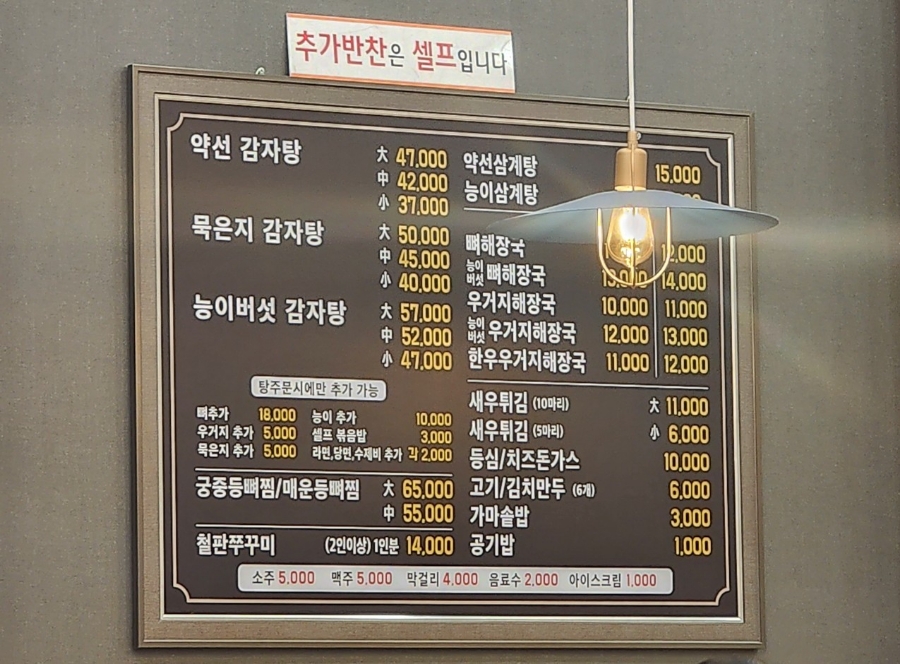 추가반찬은 셀프입니다
약선 감자탕 大 47,000
中 42,000
小 37,000
묵은지 감자탕 大 50,000
中 45,000
小 40,000
능이버섯 감자탕 大 57,000
中 52,000
小 47,000
탕주문시에만 추가 가능
뼈추가 18,000 능이 추가 10,000
우거지 추가 5,000 셀프 볶음밥 3,000
묵은지 추가 5,000 라면,당면,수제비 추가 각 2,000
궁중등뼈찜/매운등뼈찜 大 65,000
中 55,000
철판쭈꾸미 (2인이상) 1인분 14,000
약선삼계탕 15,000
능이삼계탕
뼈해장국
능이버섯 뼈해장국 14,000
우거지해장국 10,000 11,000
능이버섯 우거지해장국 12,000 13,000
한우우거지해장국 11,000 12,000
새우튀김 (10마리) 大 11,000
새우튀김 (5마리) 小 6,000
등심/치즈돈가스 10,000
고기/김치만두 (6개) 6,000
가마솥밥 3,000
공기밥 1,000
소주 5,000 맥주 5,000 막걸리 4,000 음료수 2,000 아이스크림 1,000